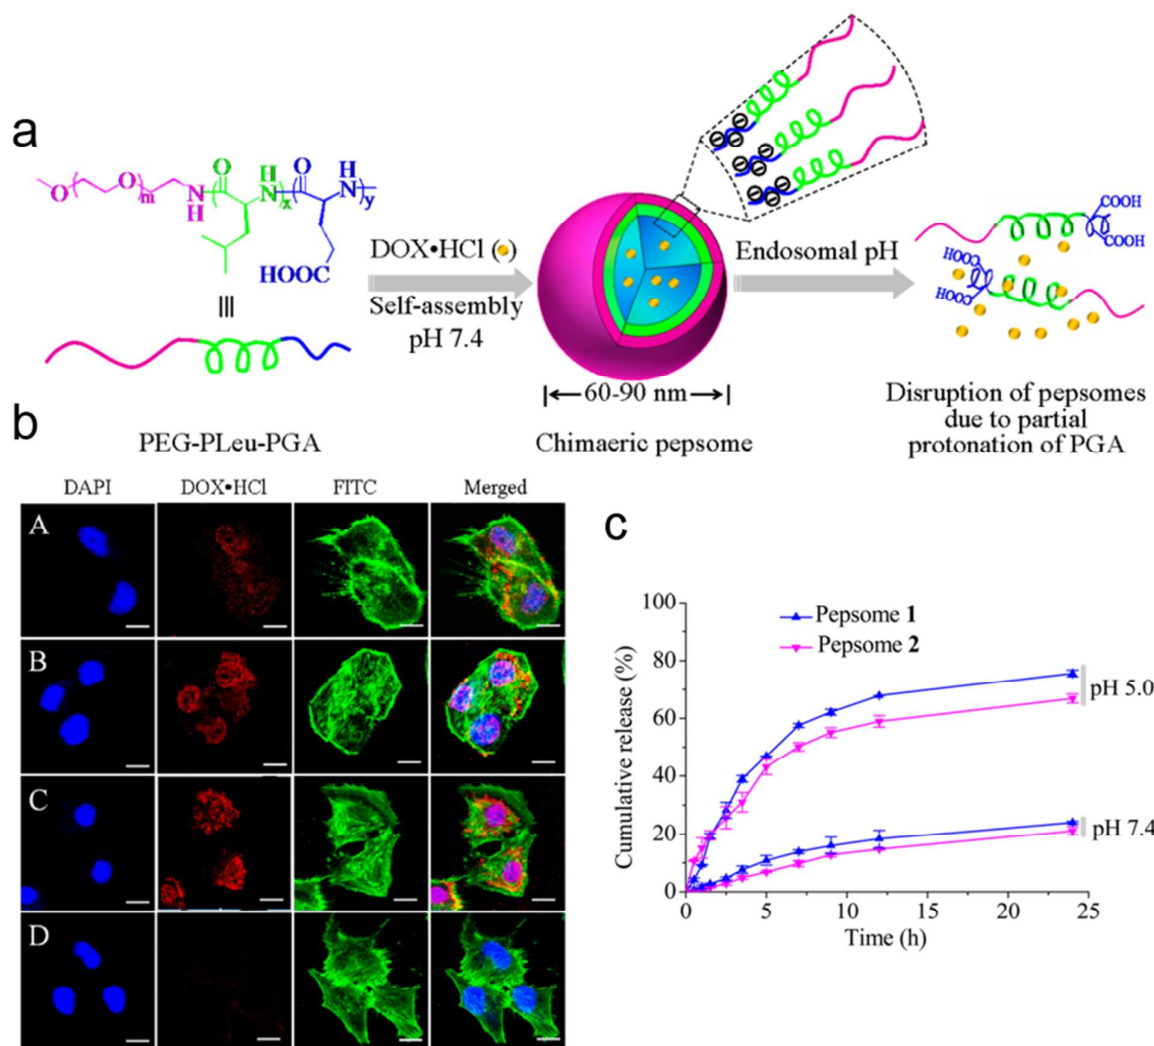 a
O
O
m
N
H
O
H
N
x
O
H
N
y
HOOC
DOX•HCl ( )
Self-assembly
pH 7.4
60-90 nm
Endosomal pH
COOH
COOH
HOOC
HOOC
PEG-PLeu-PGA
Chimaeric pepsome
Disruption of pepsomes
due to partial
protonation of PGA
b
DAPI DOX•HCl FITC Merged
A
B
C
D
c
Cumulative release (%)
100
80
60
40
20
0
Pepsome 1
Pepsome 2
pH 5.0
pH 7.4
0 5 10 15 20 25
Time (h)